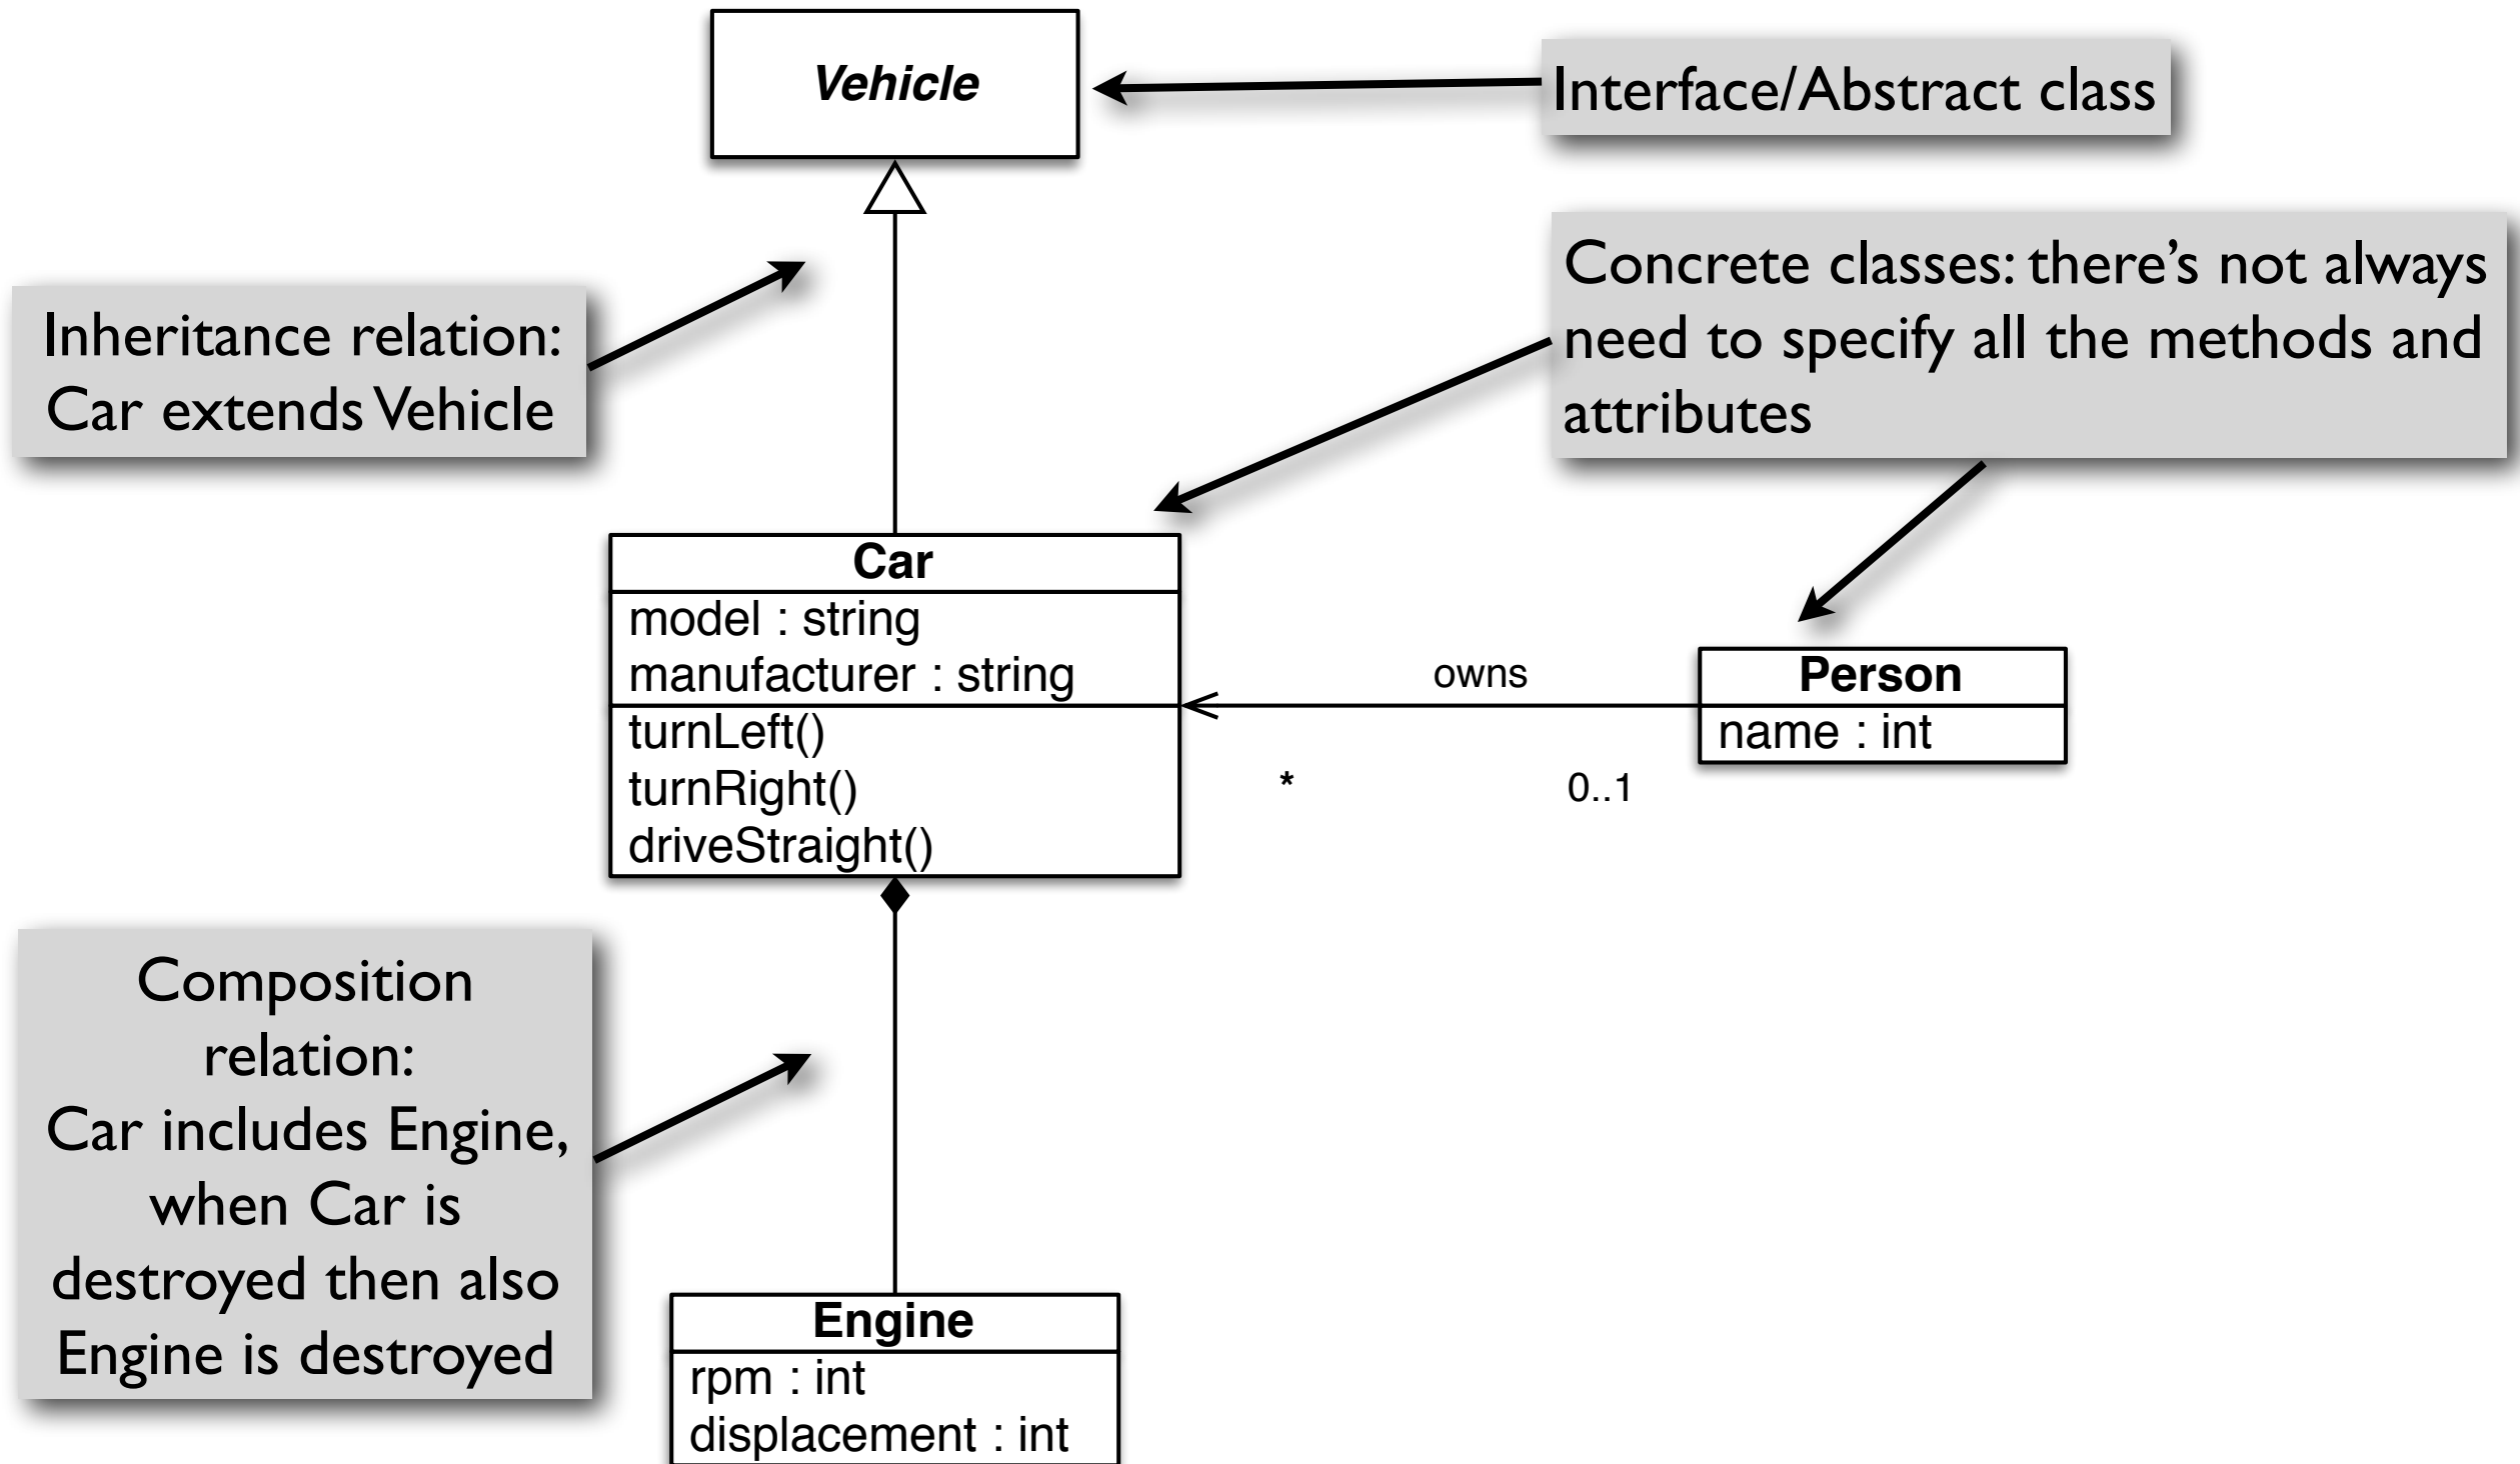 Vehicle
Interface/Abstract class
Inheritance relation:
Car extends Vehicle
Concrete classes: there’s not always
need to specify all the methods and
attributes
Car
model : string
manufacturer : string
turnLeft()
turnRight()
driveStraight()
owns
*
0..1
Person
name : int
Composition
relation:
Car includes Engine,
when Car is
destroyed then also
Engine is destroyed
Engine
rpm : int
displacement : int